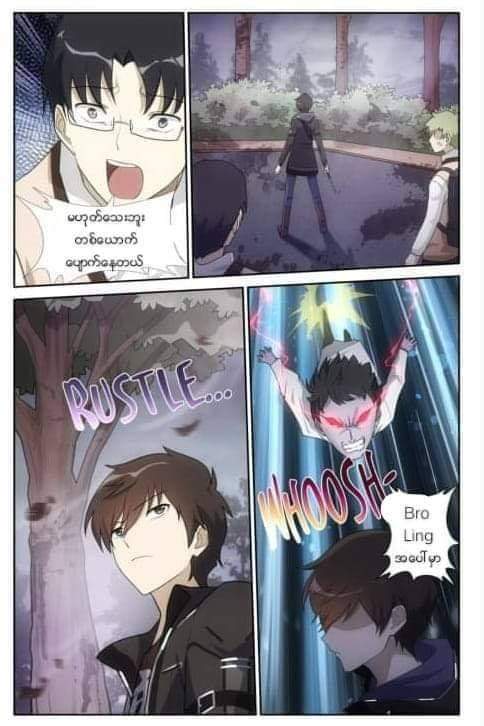 မဟုတ်သေးဘူး
တစ်ယောက်
ပျောက်နေတယ်
RUSTLE...
WHOOSH-
Bro
Ling
အပေါ်မှာ